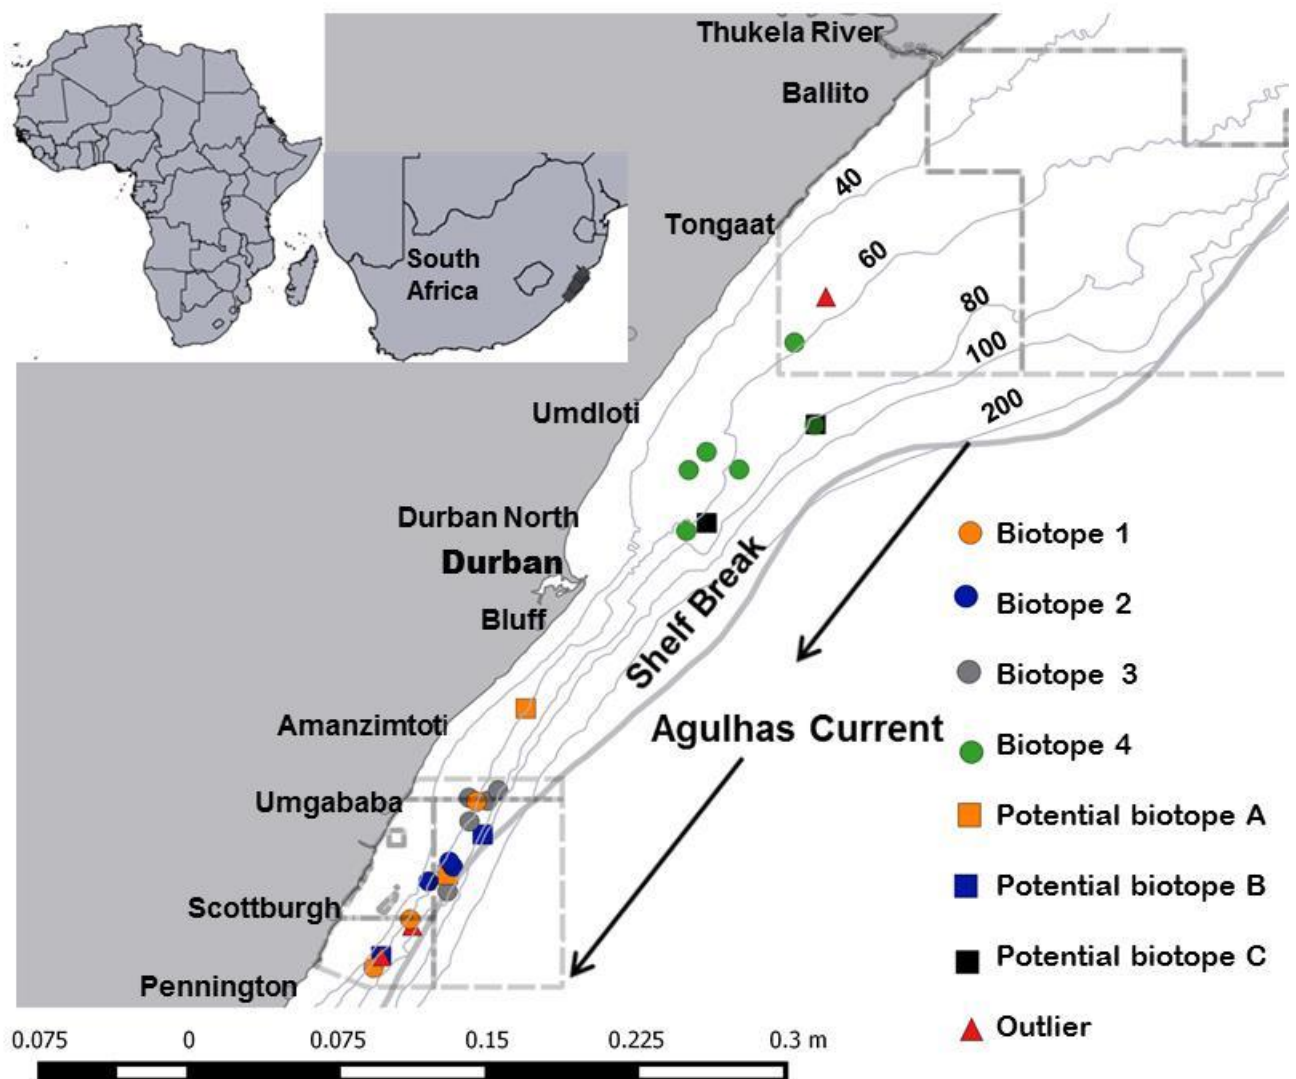 Thukela River
Ballito
40
Tongaat
60
South
Africa
80
100
200
Umdloti
Durban North
Durban
Bluff
Shelf Break
Biotope 1
Biotope 2
Biotope 3
Biotope 4
Potential biotope A
Potential biotope B
Potential biotope C
Outlier
Agulhas Current
Amanzimtoti
Umgababa
Scottburgh
Pennington
0.075 0 0.075 0.15 0.225 0.3 m